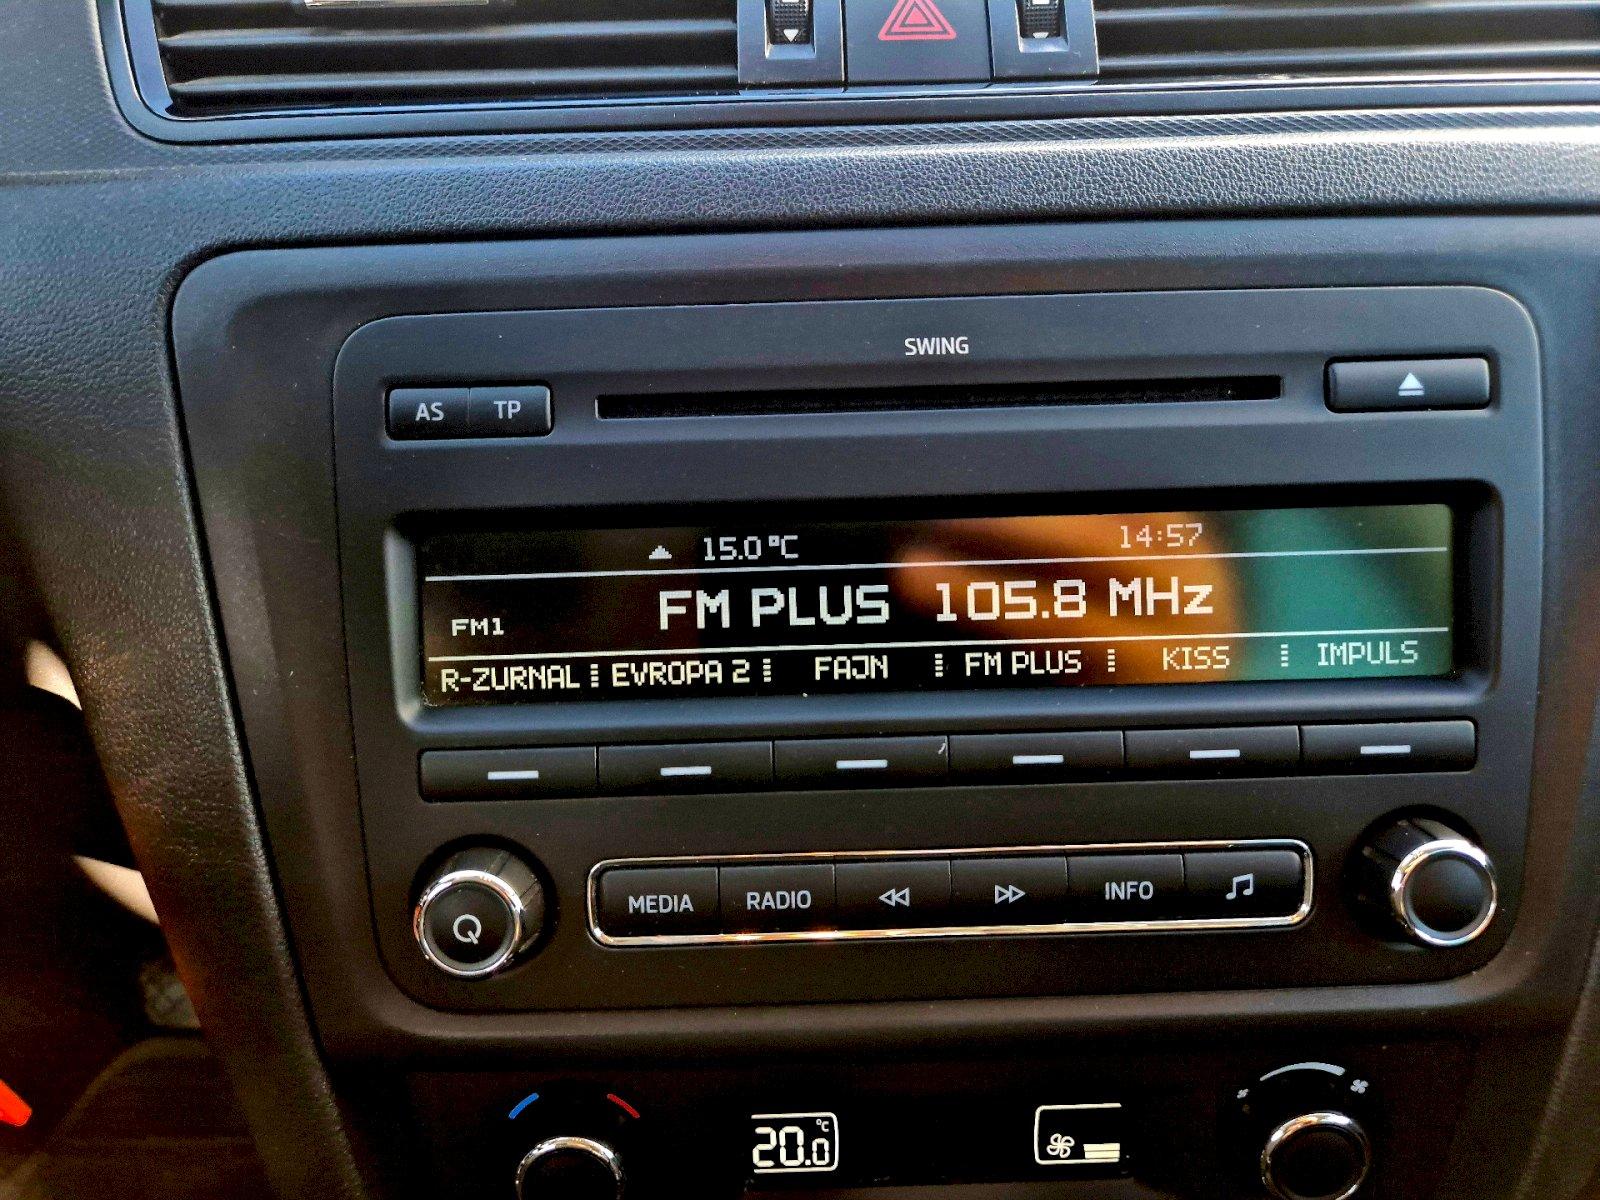 SWING
AS TP
15.0°C 14:57
FM1 FM PLUS 105.8 MHz
R-ZURNAL EVROPA 2 FAJN FM PLUS KISS IMPULS
MEDIA RADIO INFO
20.0 °C